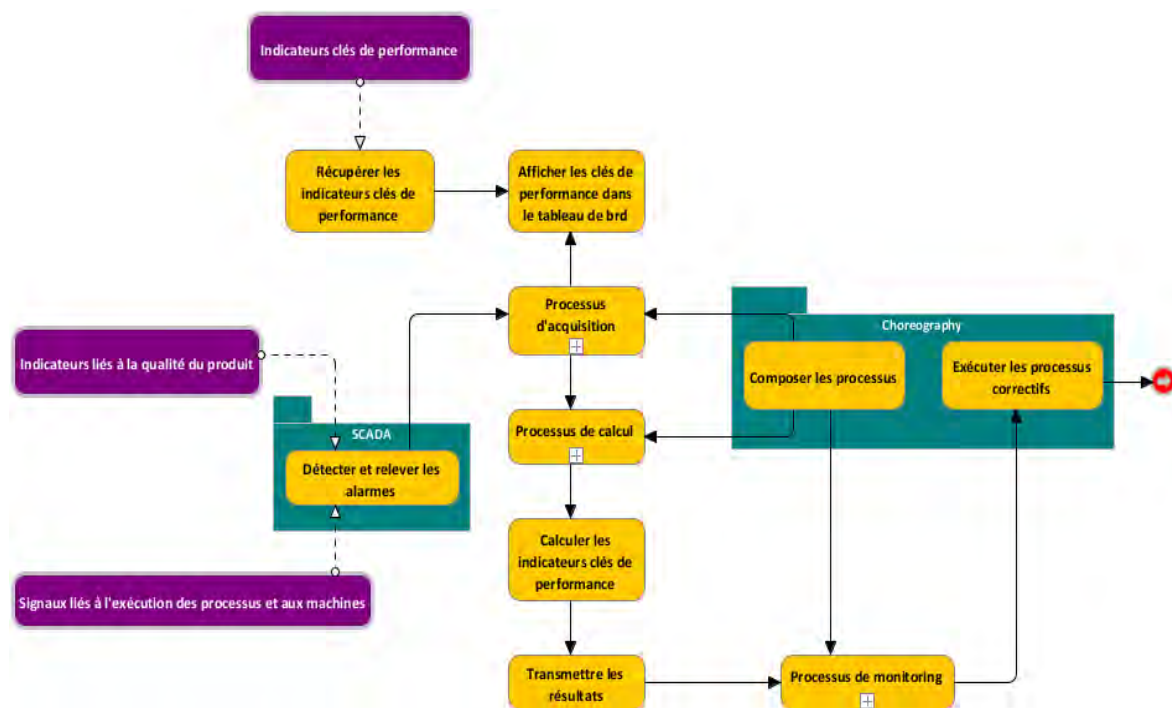 Indicateurs clés de performance
Récupérer les
indicateurs clés de
performance
Afficher les clés de
performance dans
le tableau de brd
Processus
d'acquisition
Choreography
Composer les processus
Exécuter les processus
correctifs
Indicateurs liés à la qualité du produit
SCADA
Détecter et relever les
alarmes
Processus de calcul
Calculer les
indicateurs clés de
performance
Signaux liés à l'exécution des processus et aux machines
Transmettre les
résultats
Processus de monitoring